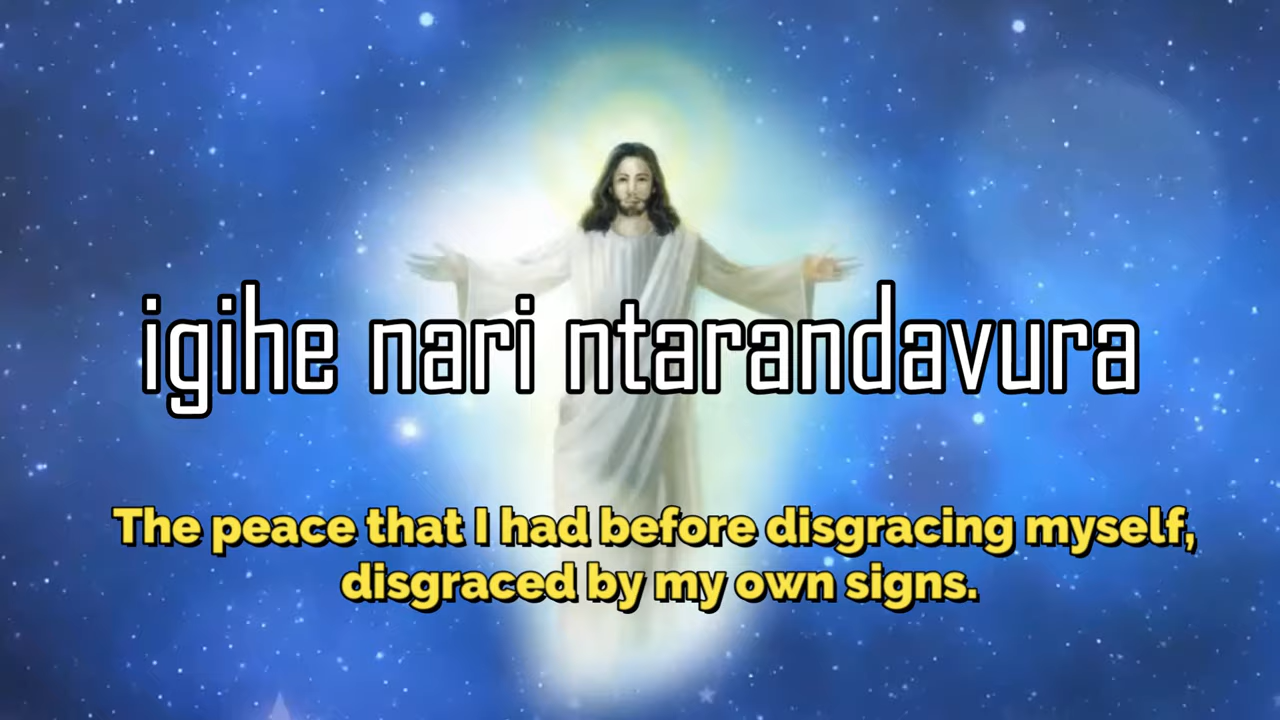 igihe nari ntarandavura
The peace that I had before disgracing myself,
disgraced by my own signs.